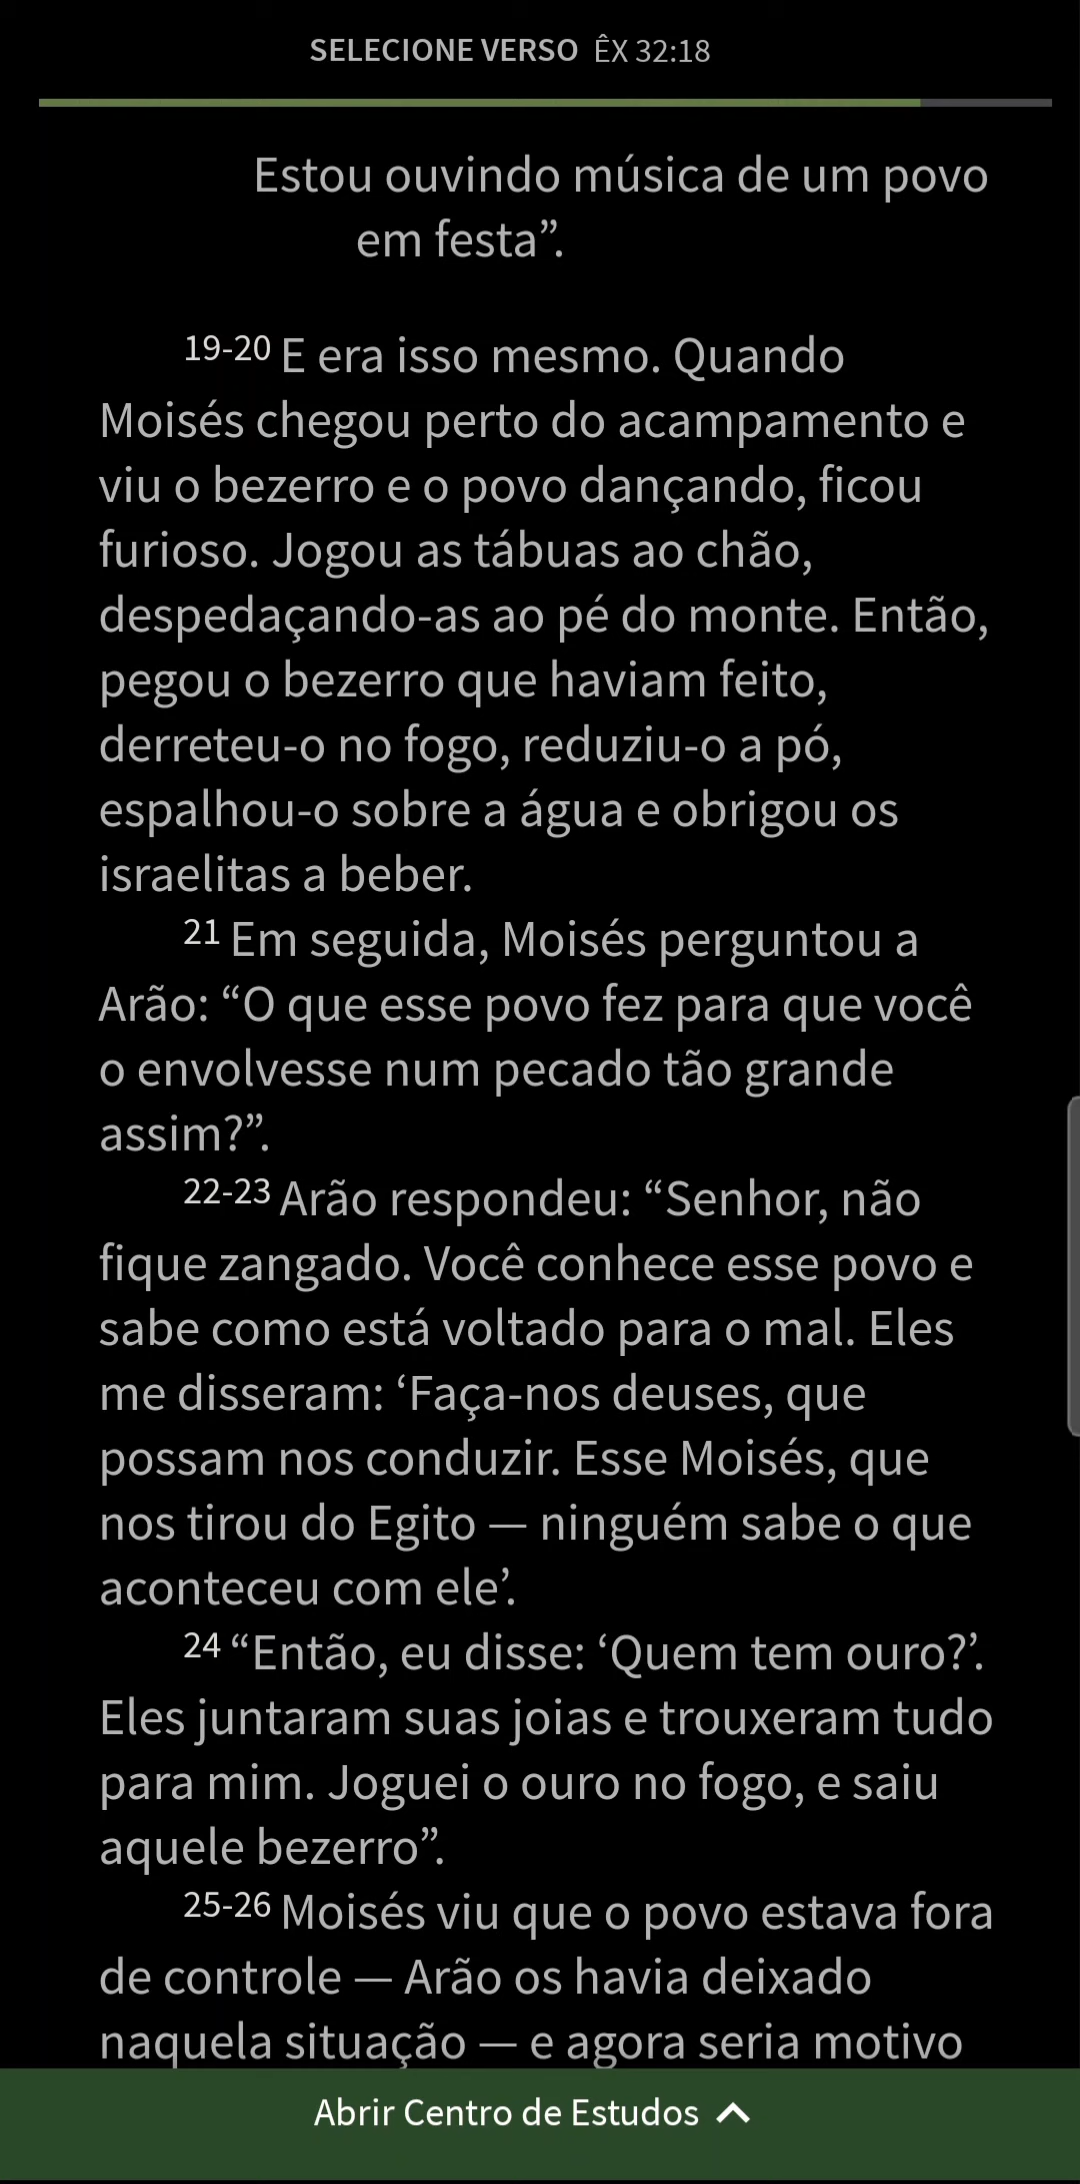 SELECIONE VERSO ÊX 32:18
Estou ouvindo música de um povo
em festa”.
19-20 E era isso mesmo. Quando
Moisés chegou perto do acampamento e
viu o bezerro e o povo dançando, ficou
furioso. Jogou as tábuas ao chão,
despedaçando-as ao pé do monte. Então,
pegou o bezerro que haviam feito,
derreteu-o no fogo, reduziu-o a pó,
espalhou-o sobre a água e obrigou os
israelitas a beber.
21 Em seguida, Moisés perguntou a
Arão: “O que esse povo fez para que você
o envolvesse num pecado tão grande
assim?”.
22-23 Arão respondeu: “Senhor, não
fique zangado. Você conhece esse povo e
sabe como está voltado para o mal. Eles
me disseram: ‘Faça-nos deuses, que
possam nos conduzir. Esse Moisés, que
nos tirou do Egito — ninguém sabe o que
aconteceu com ele’.
24 “Então, eu disse: ‘Quem tem ouro?’.
Eles juntaram suas joias e trouxeram tudo
para mim. Joguei o ouro no fogo, e saiu
aquele bezerro”.
25-26 Moisés viu que o povo estava fora
de controle — Arão os havia deixado
naquela situação — e agora seria motivo
Abrir Centro de Estudos